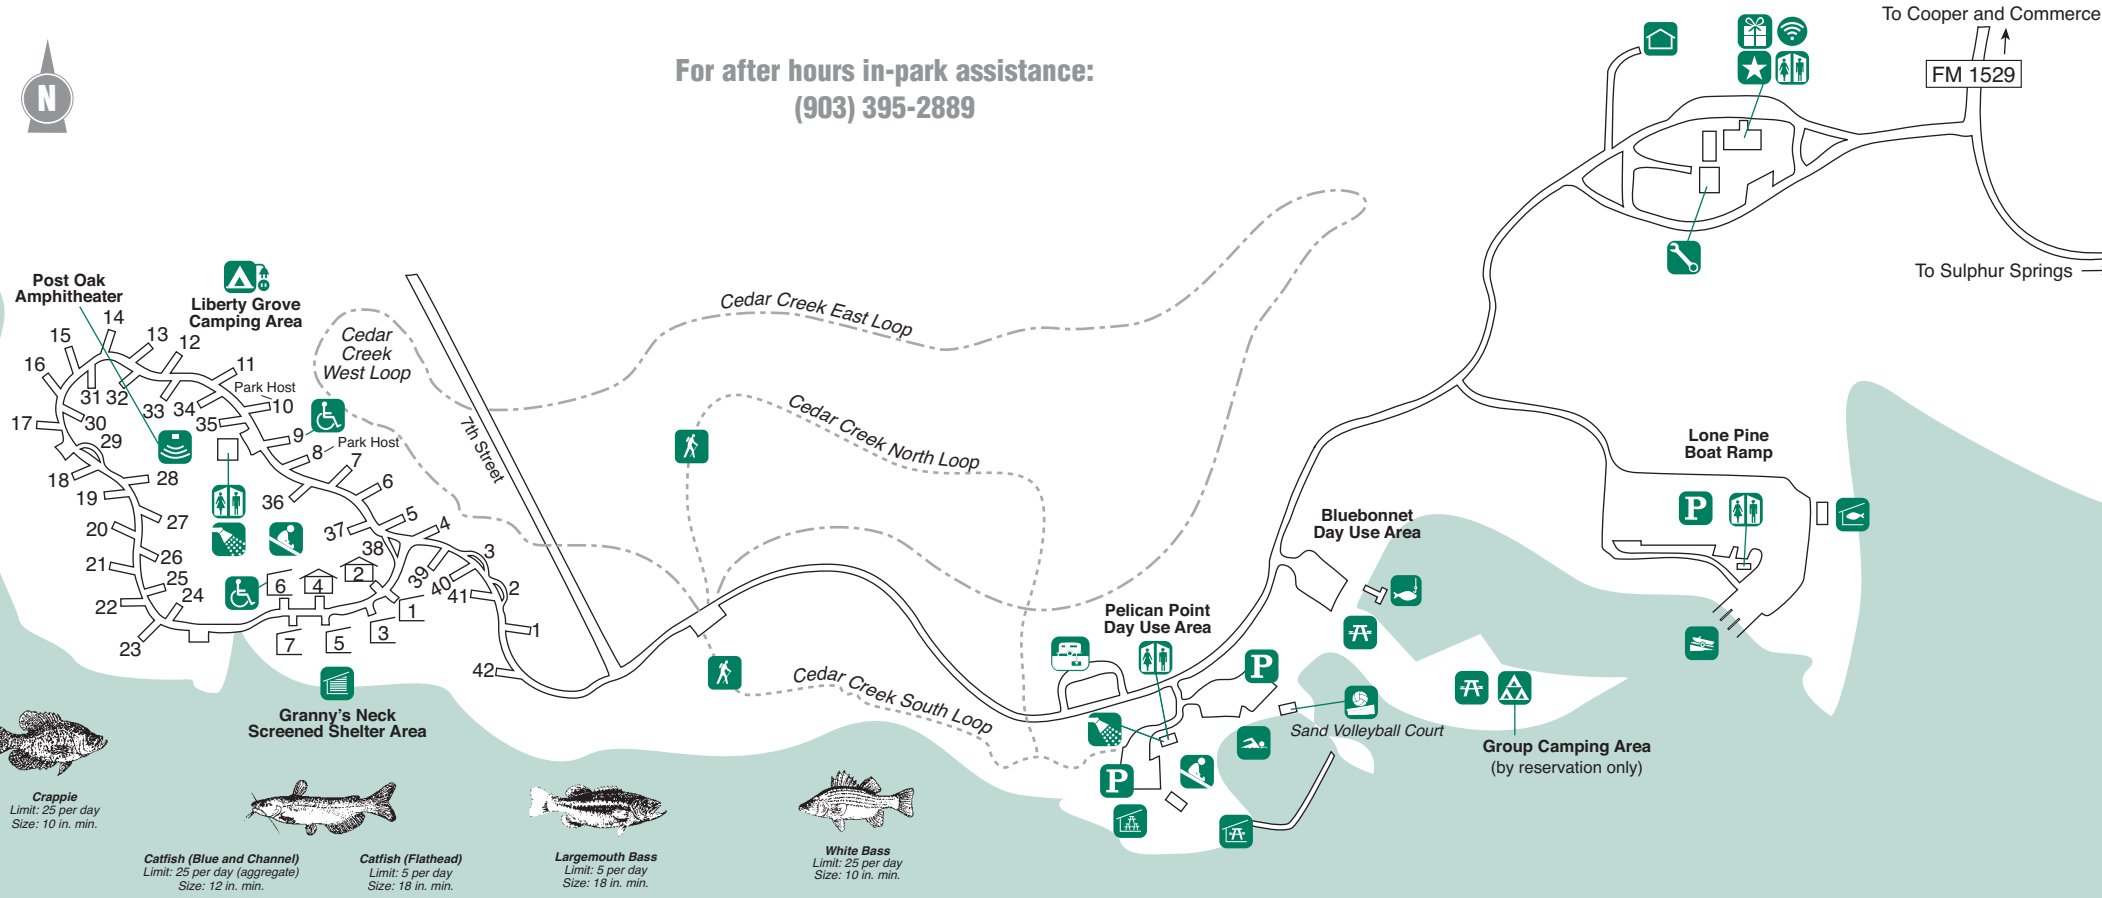 To Cooper and Commerce
FM 1529
To Sulphur Springs
N
For after hours in-park assistance:
(903) 395-2889
Post Oak
Amphitheater
Liberty Grove
Camping Area
Cedar
Creek
West Loop
Cedar Creek East Loop
Cedar Creek North Loop
Cedar Creek South Loop
7th Street
14
15
13
12
16
11
Park Host
10
31
32
33
34
35
17
30
29
9
8
Park Host
7
18
28
6
19
36
5
27
37
4
20
38
3
26
21
39
40
2
25
41
24
22
23
1
42
6
4
2
1
7
5
3
Granny's Neck
Screened Shelter Area
Lone Pine
Boat Ramp
P
Bluebonnet
Day Use Area
Pelican Point
Day Use Area
P
Sand Volleyball Court
P
Group Camping Area
(by reservation only)
Crappie
Limit: 25 per day
Size: 10 in. min.
Catfish (Blue and Channel)
Limit: 25 per day (aggregate)
Size: 12 in. min.
Catfish (Flathead)
Limit: 5 per day
Size: 18 in. min.
Largemouth Bass
Limit: 5 per day
Size: 18 in. min.
White Bass
Limit: 25 per day
Size: 10 in. min.